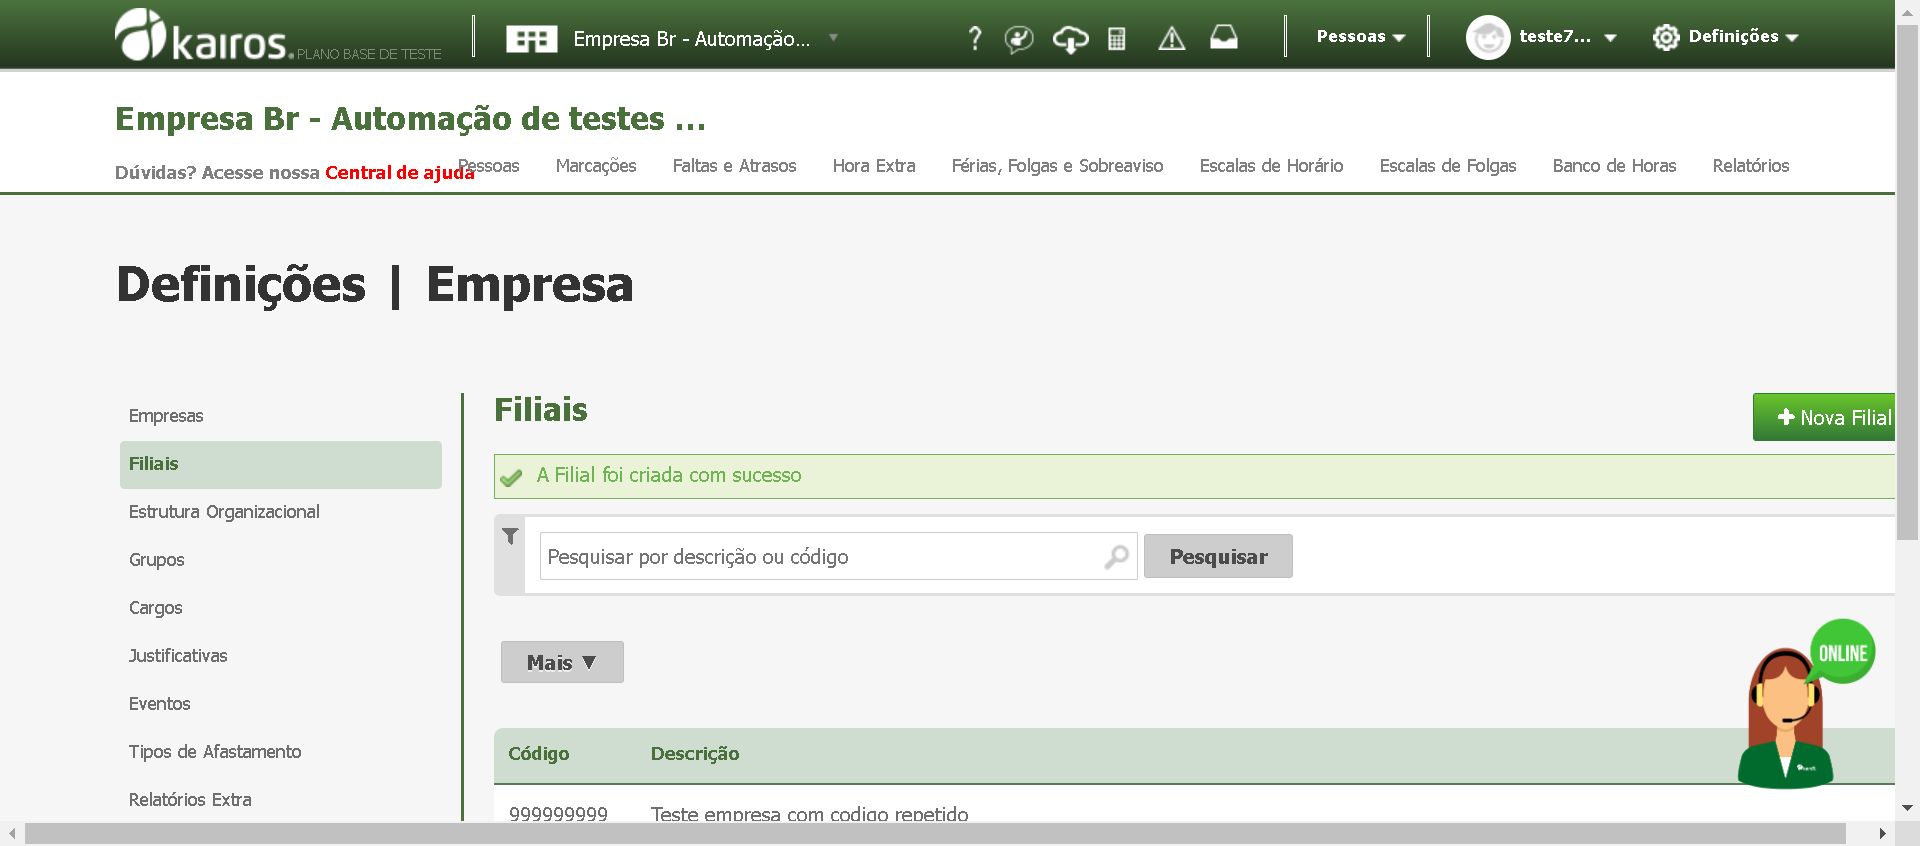 kairos. PLANO BASE DE TESTE
Empresa Br - Automação...
?
Pessoas
teste7...
Definições
Empresa Br - Automação de testes ...
Dúvidas? Acesse nossa Central de ajuda
Pessoas
Marcações
Faltas e Atrasos
Hora Extra
Férias, Folgas e Sobreaviso
Escalas de Horário
Escalas de Folgas
Banco de Horas
Relatórios
Definições | Empresa
Empresas
Filiais
Estrutura Organizacional
Grupos
Cargos
Justificativas
Eventos
Tipos de Afastamento
Relatórios Extra
Filiais
Nova Filial
A Filial foi criada com sucesso
Pesquisar por descrição ou código
Pesquisar
Mais ▼
ONLINE
Código Descrição
999999999 Teste empresa com codigo repetido